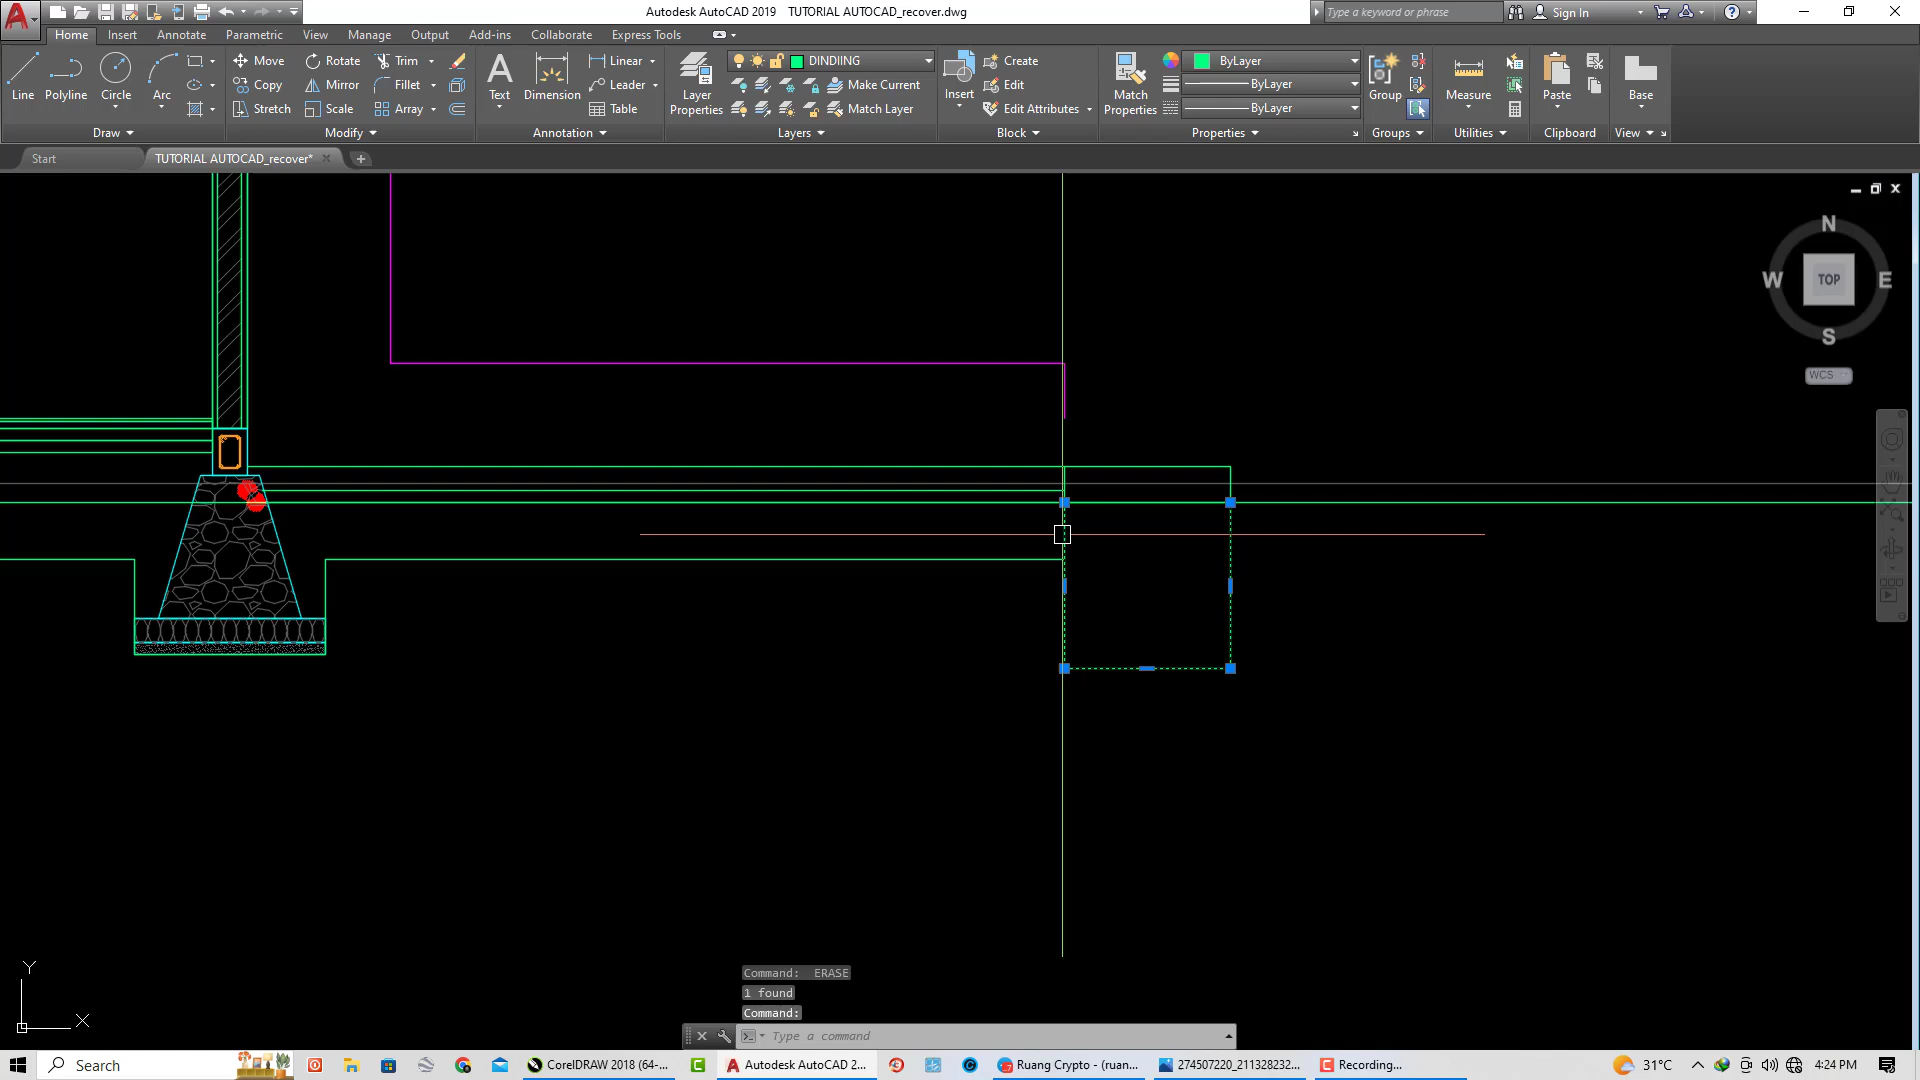 Autodesk AutoCAD 2019 TUTORIAL AUTOCAD_recover.dwg
Type a keyword or phrase
Sign In
Home Insert Annotate Parametric View Manage Output Add-ins Collaborate Express Tools
Line Polyline Circle Arc
Draw
Move Rotate Trim
Copy Mirror Fillet
Stretch Scale Array
Modify
Text Dimension
Linear
Leader
Table
Annotation
Layer Properties
DINDIING
Make Current
Match Layer
Layers
Insert
Create
Edit
Edit Attributes
Block
Match Properties
ByLayer
ByLayer
ByLayer
Properties
Group
Groups
Measure
Utilities
Paste
Clipboard
Base
View
Start TUTORIAL AUTOCAD_recover*
N
W TOP E
S
WCS
Y
X
Command: ERASE
1 found
Command:
Type a command
Search
CorelDRAW 2018 (64-...
Autodesk AutoCAD 2...
Ruang Crypto - (ruan...
274507220_211328232...
Recording...
31°C
4:24 PM